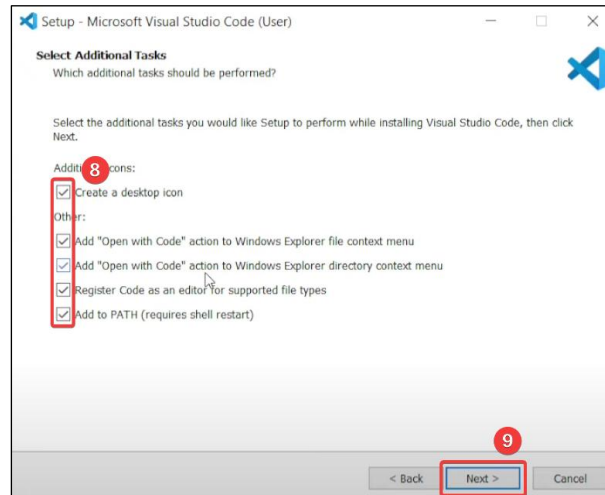 Setup - Microsoft Visual Studio Code (User)
Select Additional Tasks
Which additional tasks should be performed?
Select the additional tasks you would like Setup to perform while installing Visual Studio Code, then click
Next.
8
Create a desktop icon
Other:
Add "Open with Code" action to Windows Explorer file context menu
Add "Open with Code" action to Windows Explorer directory context menu
Register Code as an editor for supported file types
Add to PATH (requires shell restart)
9
< Back
Next >
Cancel